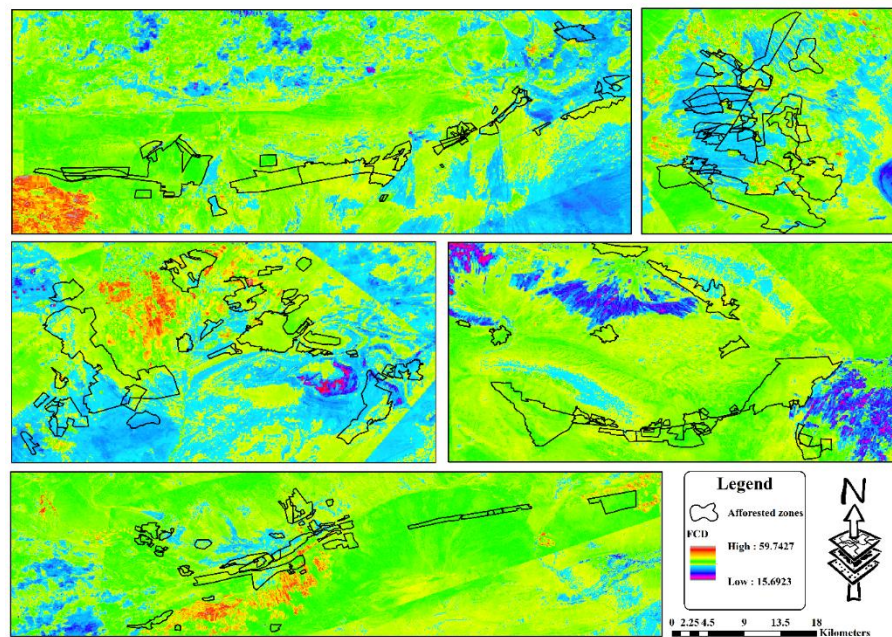 Legend
Afforested zones
FCD
High : 59.7427
Low : 15.6923
N
0 2.25 4.5 9 13.5 18
Kilometers